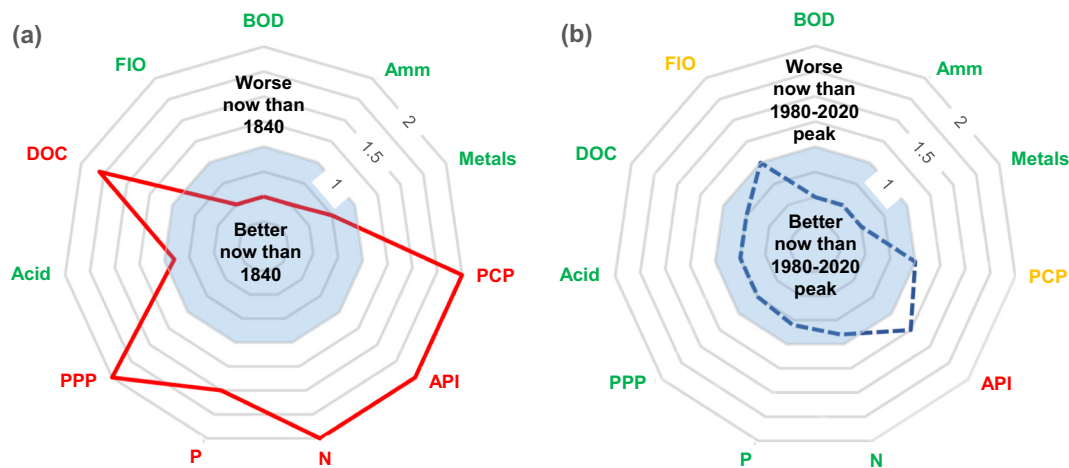 (a)
BOD
FIO
Amm
Worse
now than
1840
2
1.5
DOC
Metals
1
Better
now than
1840
Acid
PCP
PPP
API
P
N
(b)
BOD
FIO
Amm
Worse
now than
1980-2020
peak
2
1.5
DOC
Metals
1
Better
now than
1980-2020
peak
Acid
PCP
PPP
API
P
N